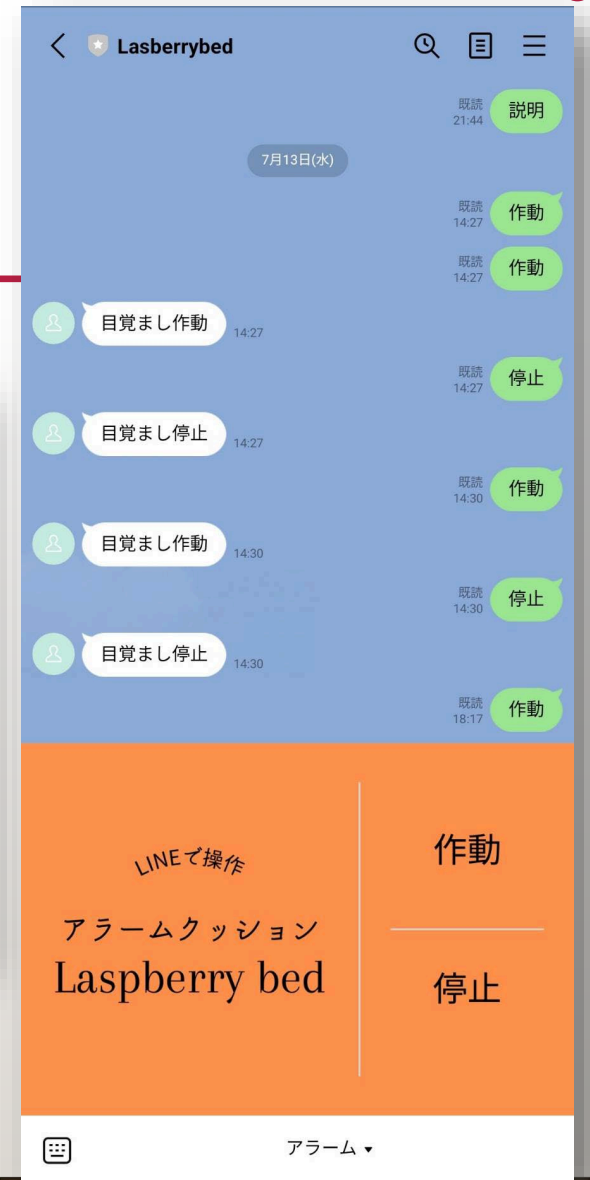 Lasberrybed
既読
21:44
説明
7月13日(水)
既読
14:27
作動
既読
14:27
作動
目覚まし作動
14:27
既読
14:27
停止
目覚まし停止
14:27
既読
14:30
作動
目覚まし作動
14:30
既読
14:30
停止
目覚まし停止
14:30
既読
18:17
作動
LINEで操作
アラームクッション
Laspberry bed
作動
停止
アラーム ▾